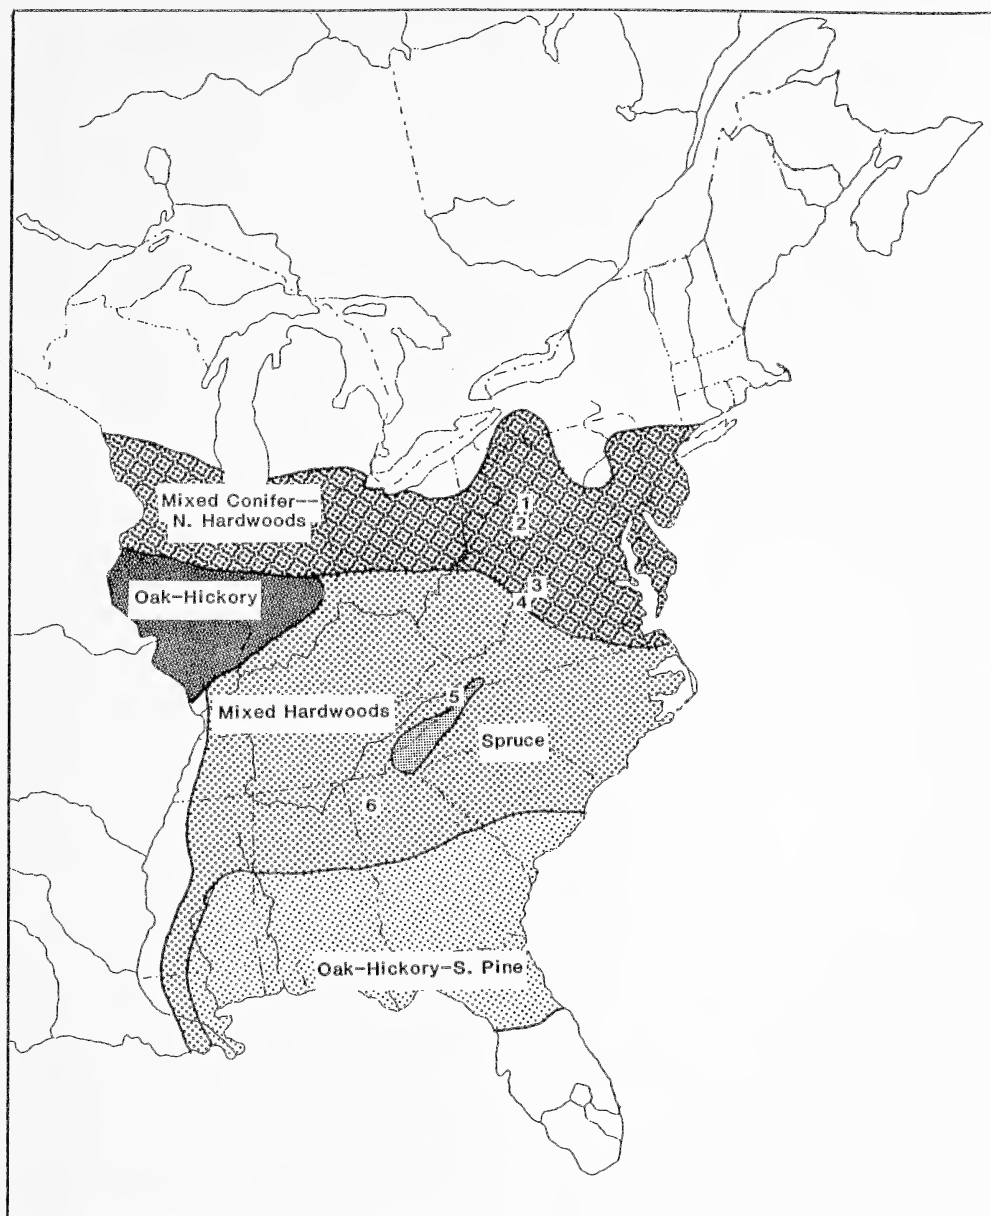 Mixed Conifer--
N. Hardwoods
1
2
Oak-Hickory
3
4
5
Mixed Hardwoods
Spruce
6
Oak-Hickory-S. Pine